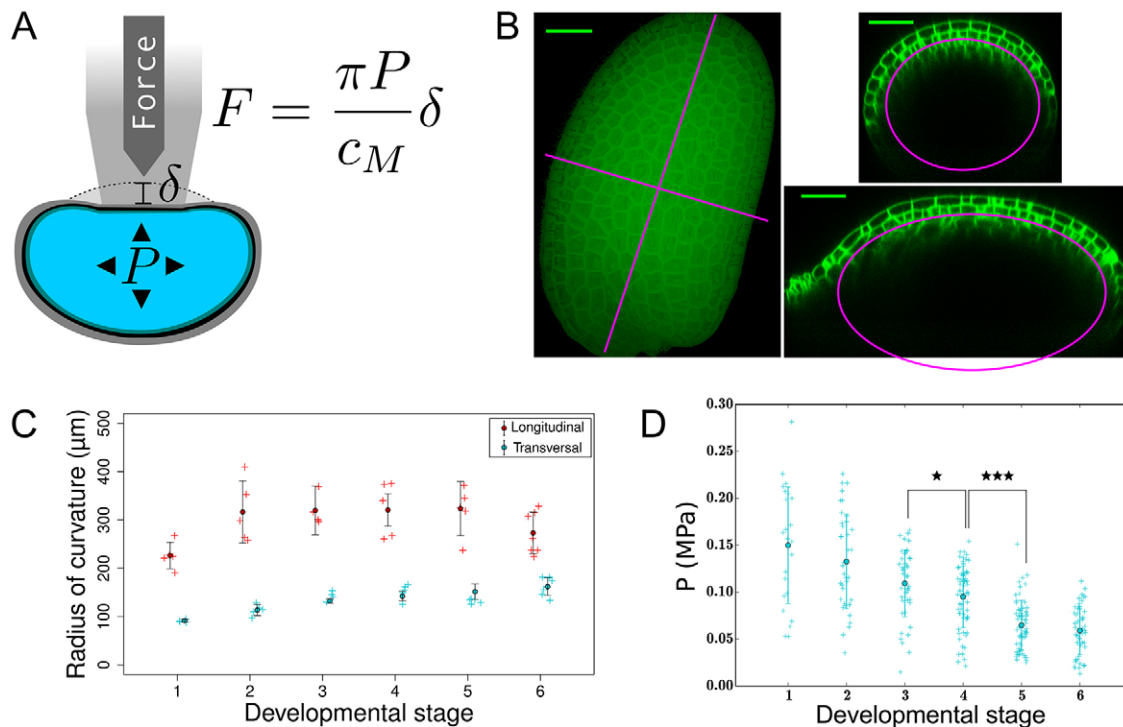 A
Force
F = πP/c_M δ
δ
P
B
C
Radius of curvature (μm)
500
400
300
200
100
0
Longitudinal
Transversal
1 2 3 4 5 6
Developmental stage
D
P (MPa)
0.30
0.25
0.20
0.15
0.10
0.05
0.00
★ ★★★
1 2 3 4 5 6
Developmental stage